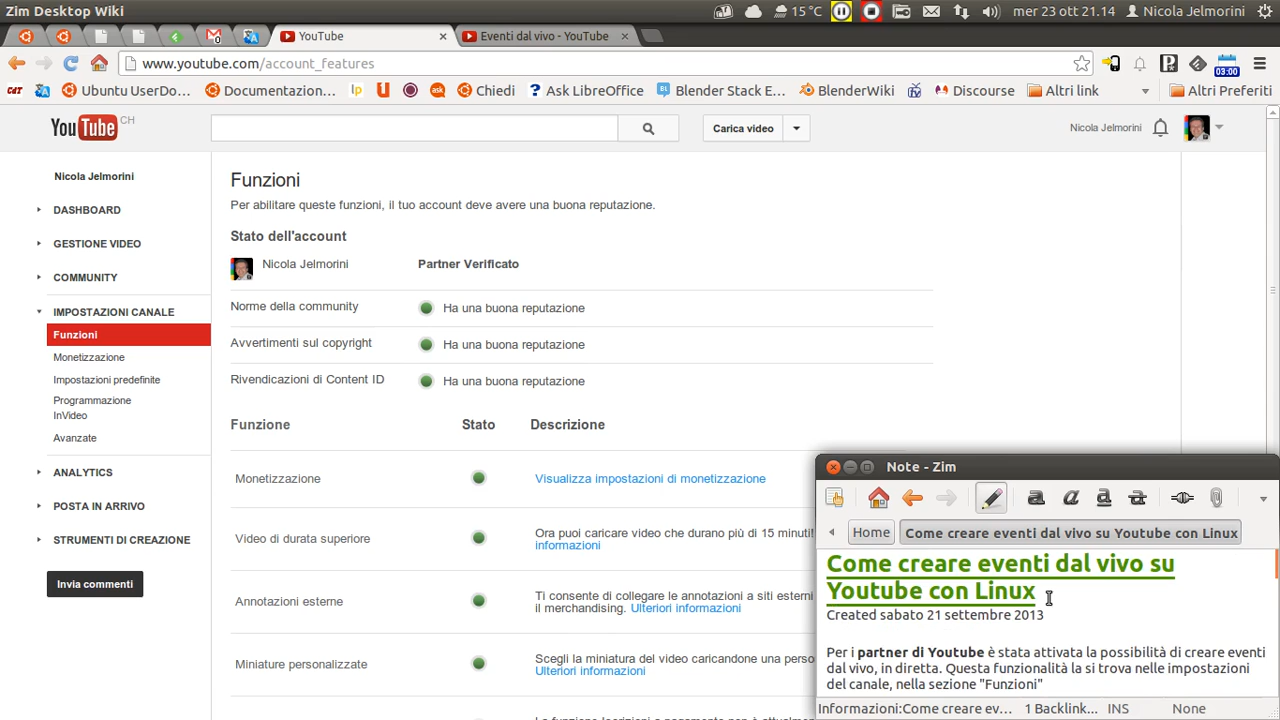 Zim Desktop Wiki
15 °C
mer 23 ott 21.14
Nicola Jelmorini
YouTube
Eventi dal vivo - YouTube
www.youtube.com/account_features
03:00
CdT
Ubuntu UserDo...
Documentazion...
lp
ask
Chiedi
Ask LibreOffice
BL
Blender Stack E...
BlenderWiki
Discourse
Altri link
Altri Preferiti
YouTube CH
Carica video
Nicola Jelmorini
Nicola Jelmorini
DASHBOARD
GESTIONE VIDEO
COMMUNITY
IMPOSTAZIONI CANALE
Funzioni
Monetizzazione
Impostazioni predefinite
Programmazione
InVideo
Avanzate
ANALYTICS
POSTA IN ARRIVO
STRUMENTI DI CREAZIONE
Invia commenti
Funzioni
Per abilitare queste funzioni, il tuo account deve avere una buona reputazione.
Stato dell'account
Nicola Jelmorini Partner Verificato
Norme della community Ha una buona reputazione
Avvertimenti sul copyright Ha una buona reputazione
Rivendicazioni di Content ID Ha una buona reputazione
Funzione Stato Descrizione
Monetizzazione Visualizza impostazioni di monetizzazione
Video di durata superiore Ora puoi caricare video che durano più di 15 minuti!
informazioni
Annotazioni esterne Ti consente di collegare le annotazioni a siti esterni
il merchandising. Ulteriori informazioni
Miniature personalizzate Scegli la miniatura del video caricandone una perso
Ulteriori informazioni
Note - Zim
Home
Come creare eventi dal vivo su Youtube con Linux
Come creare eventi dal vivo su
Youtube con Linux
Created sabato 21 settembre 2013
Per i partner di Youtube è stata attivata la possibilità di creare eventi
dal vivo, in diretta. Questa funzionalità la si trova nelle impostazioni
del canale, nella sezione "Funzioni"
Informazioni:Come creare ev... 1 Backlink... INS None